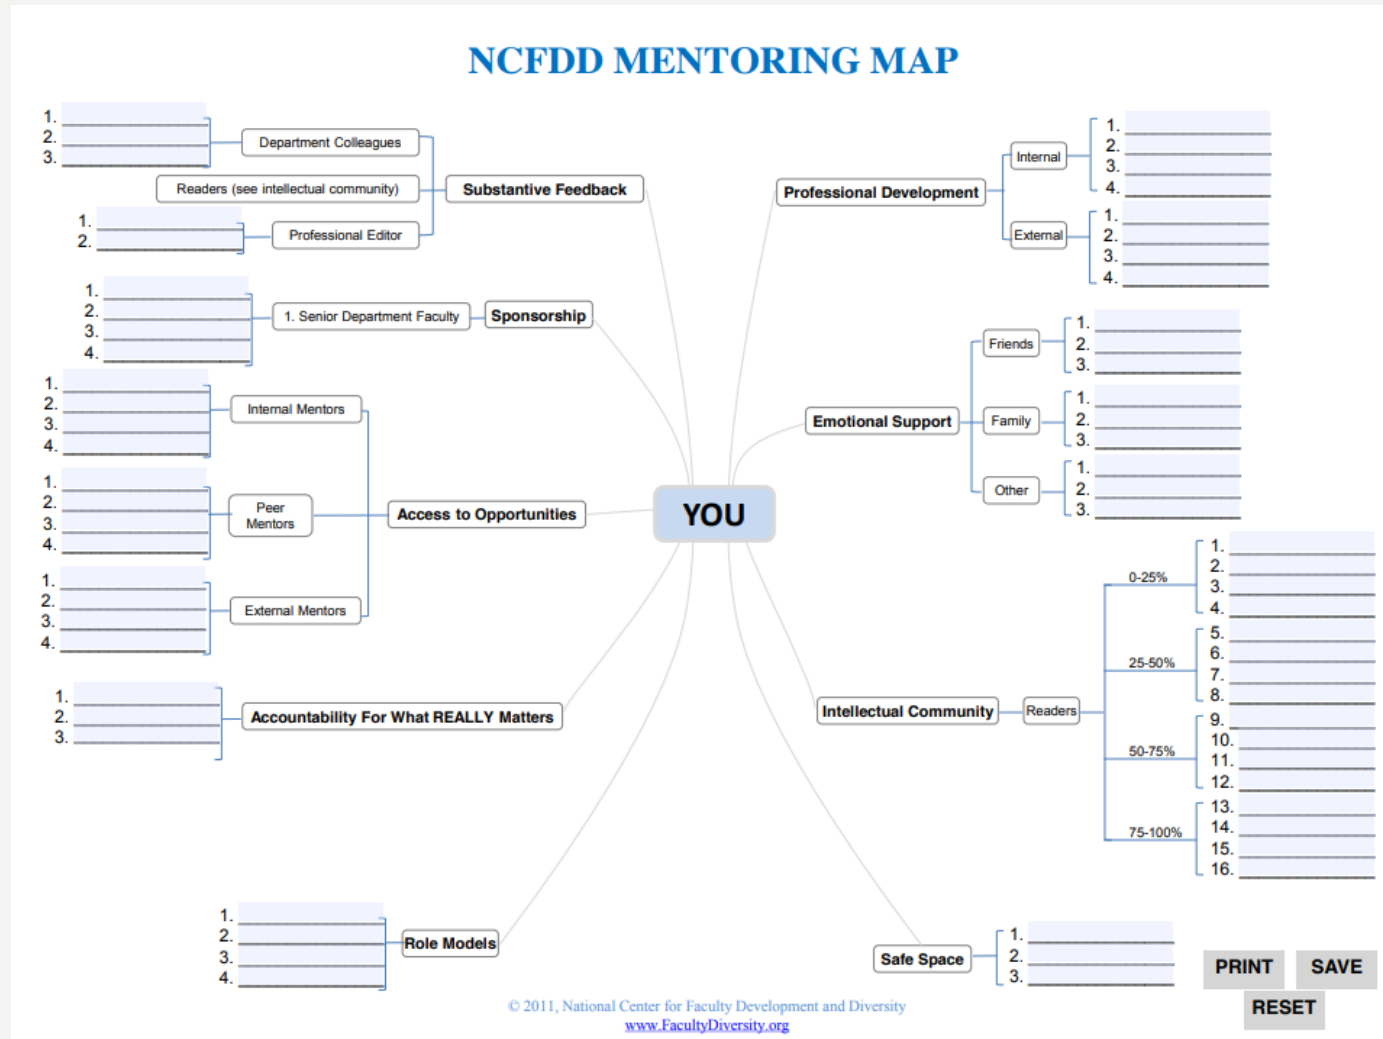 NCFDD MENTORING MAP
1.
2.
3.
Department Colleagues
Readers (see intellectual community)
1.
2.
Professional Editor
Substantive Feedback
1.
2.
3.
4.
1. Senior Department Faculty
Sponsorship
1.
2.
3.
4.
Internal Mentors
1.
2.
3.
4.
Peer
Mentors
1.
2.
3.
4.
External Mentors
Access to Opportunities
1.
2.
3.
Accountability For What REALLY Matters
1.
2.
3.
4.
Role Models
YOU
Professional Development
Internal
1.
2.
3.
4.
External
1.
2.
3.
4.
Emotional Support
Friends
1.
2.
3.
Family
1.
2.
3.
Other
1.
2.
3.
Intellectual Community
Readers
0-25%
1.
2.
3.
4.
25-50%
5.
6.
7.
8.
50-75%
9.
10.
11.
12.
75-100%
13.
14.
15.
16.
Safe Space
1.
2.
3.
PRINT
SAVE
RESET
© 2011, National Center for Faculty Development and Diversity
www.FacultyDiversity.org